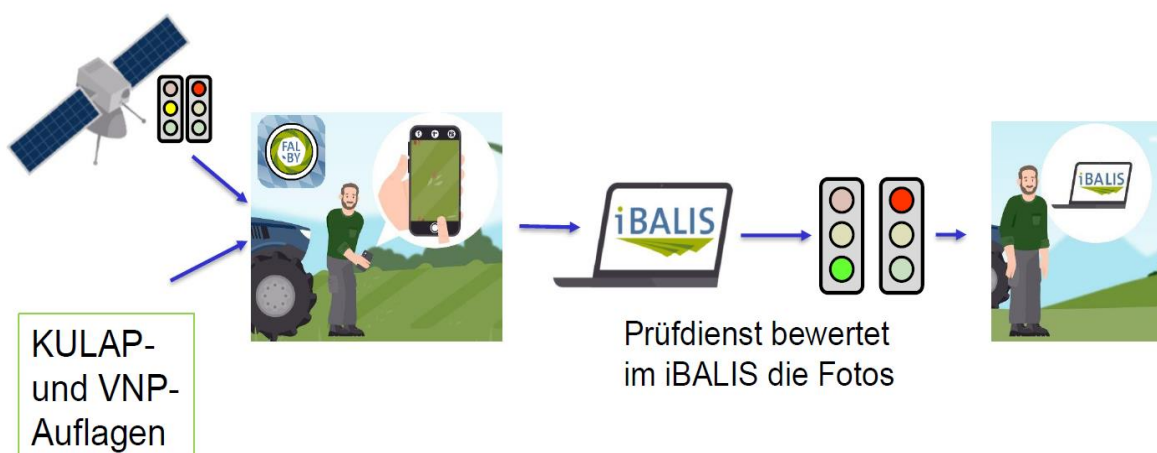 FAL
•BY
iBALIS
iBALIS
KULAP-
und VNP-
Auflagen
Prüfdienst bewertet
im iBALIS die Fotos